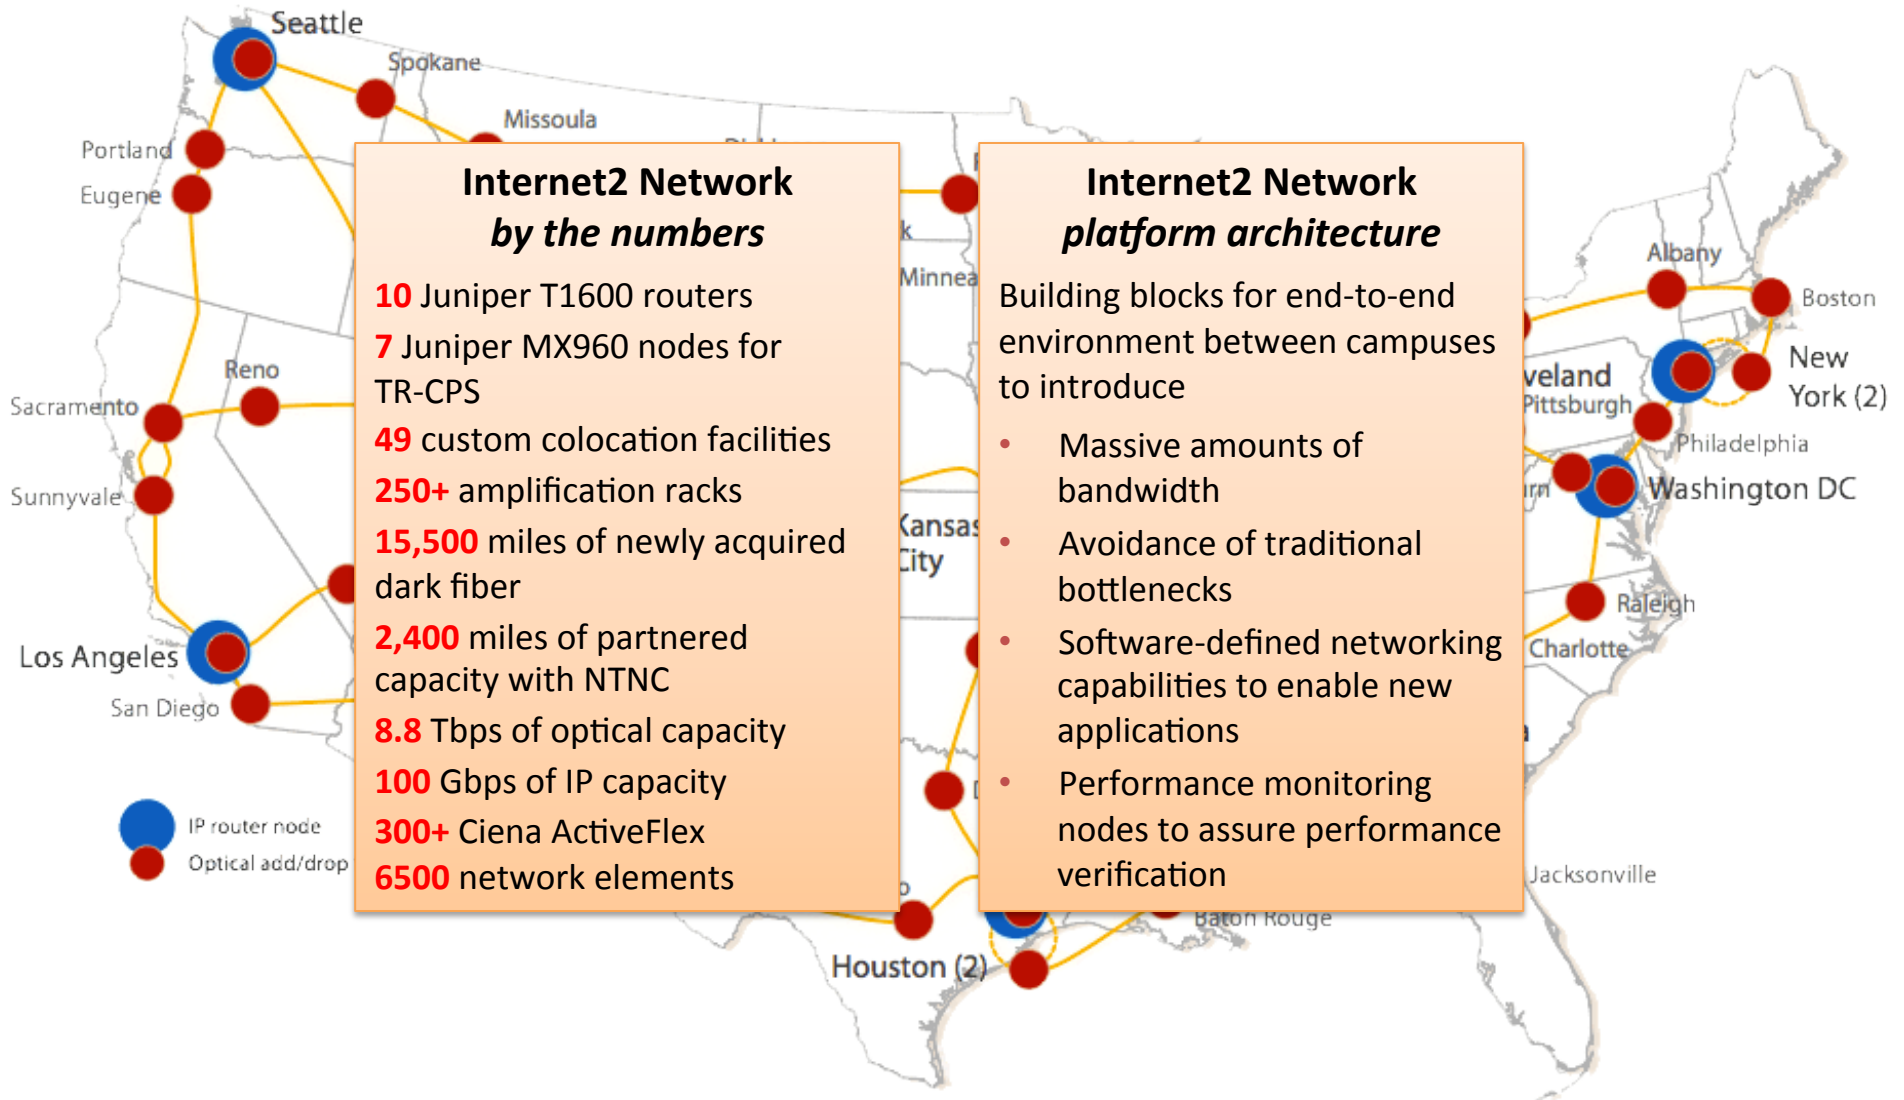 Seattle
Spokane
Missoula
Portland
Eugene
Reno
Sacramento
Sunnyvale
Los Angeles
San Diego
IP router node
Optical add/drop
Internet2 Network
by the numbers
10 Juniper T1600 routers
7 Juniper MX960 nodes for
TR-CPS
49 custom colocation facilities
250+ amplification racks
15,500 miles of newly acquired
dark fiber
2,400 miles of partnered
capacity with NTNC
8.8 Tbps of optical capacity
100 Gbps of IP capacity
300+ Ciena ActiveFlex
6500 network elements
Kansas
City
Houston (2)
Internet2 Network
platform architecture
Building blocks for end-to-end
environment between campuses
to introduce
• Massive amounts of
bandwidth
• Avoidance of traditional
bottlenecks
• Software-defined networking
capabilities to enable new
applications
• Performance monitoring
nodes to assure performance
verification
Baton Rouge
Albany
Boston
New
York (2)
Pittsburgh
Philadelphia
Washington DC
Raleigh
Charlotte
Jacksonville